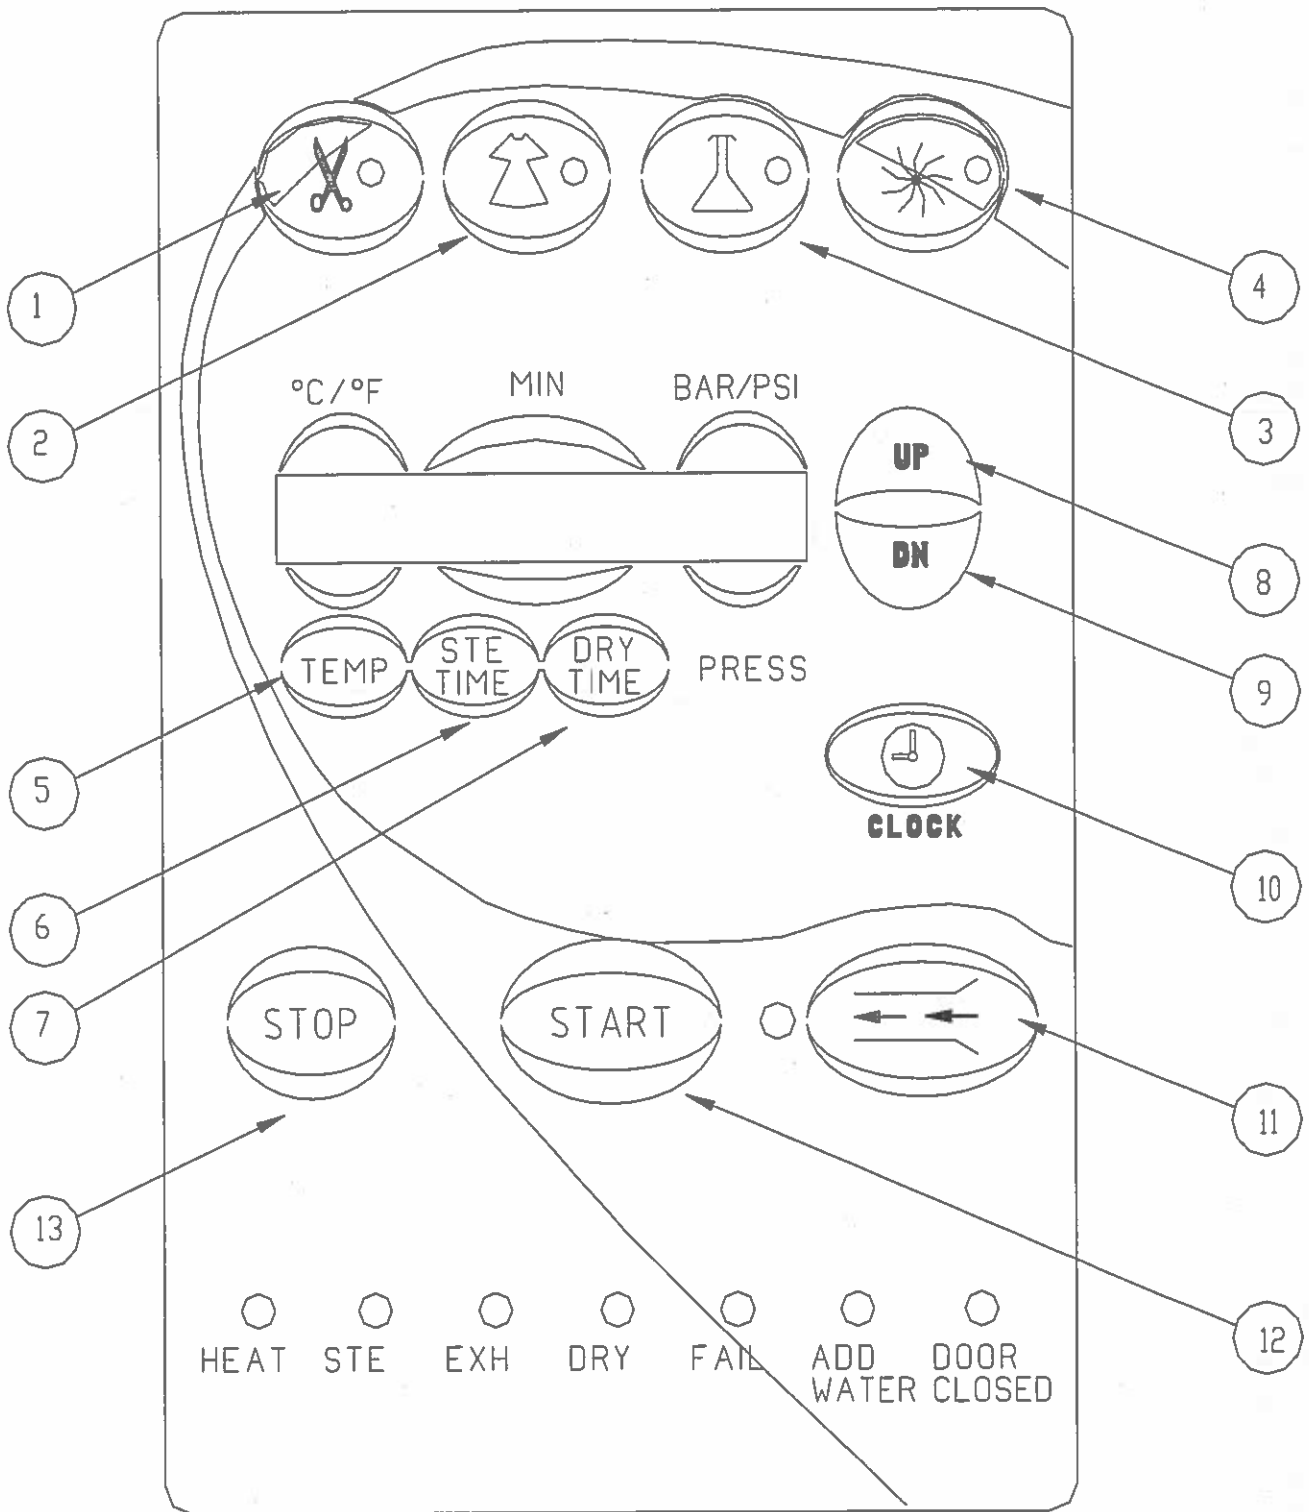 1
2
3
4
°C/°F
MIN
BAR/PSI
UP
DN
8
9
TEMP
STE
TIME
DRY
TIME
PRESS
5
6
7
CLOCK
10
STOP
START
11
13
12
HEAT
STE
EXH
DRY
FAIL
ADD
WATER
DOOR
CLOSED